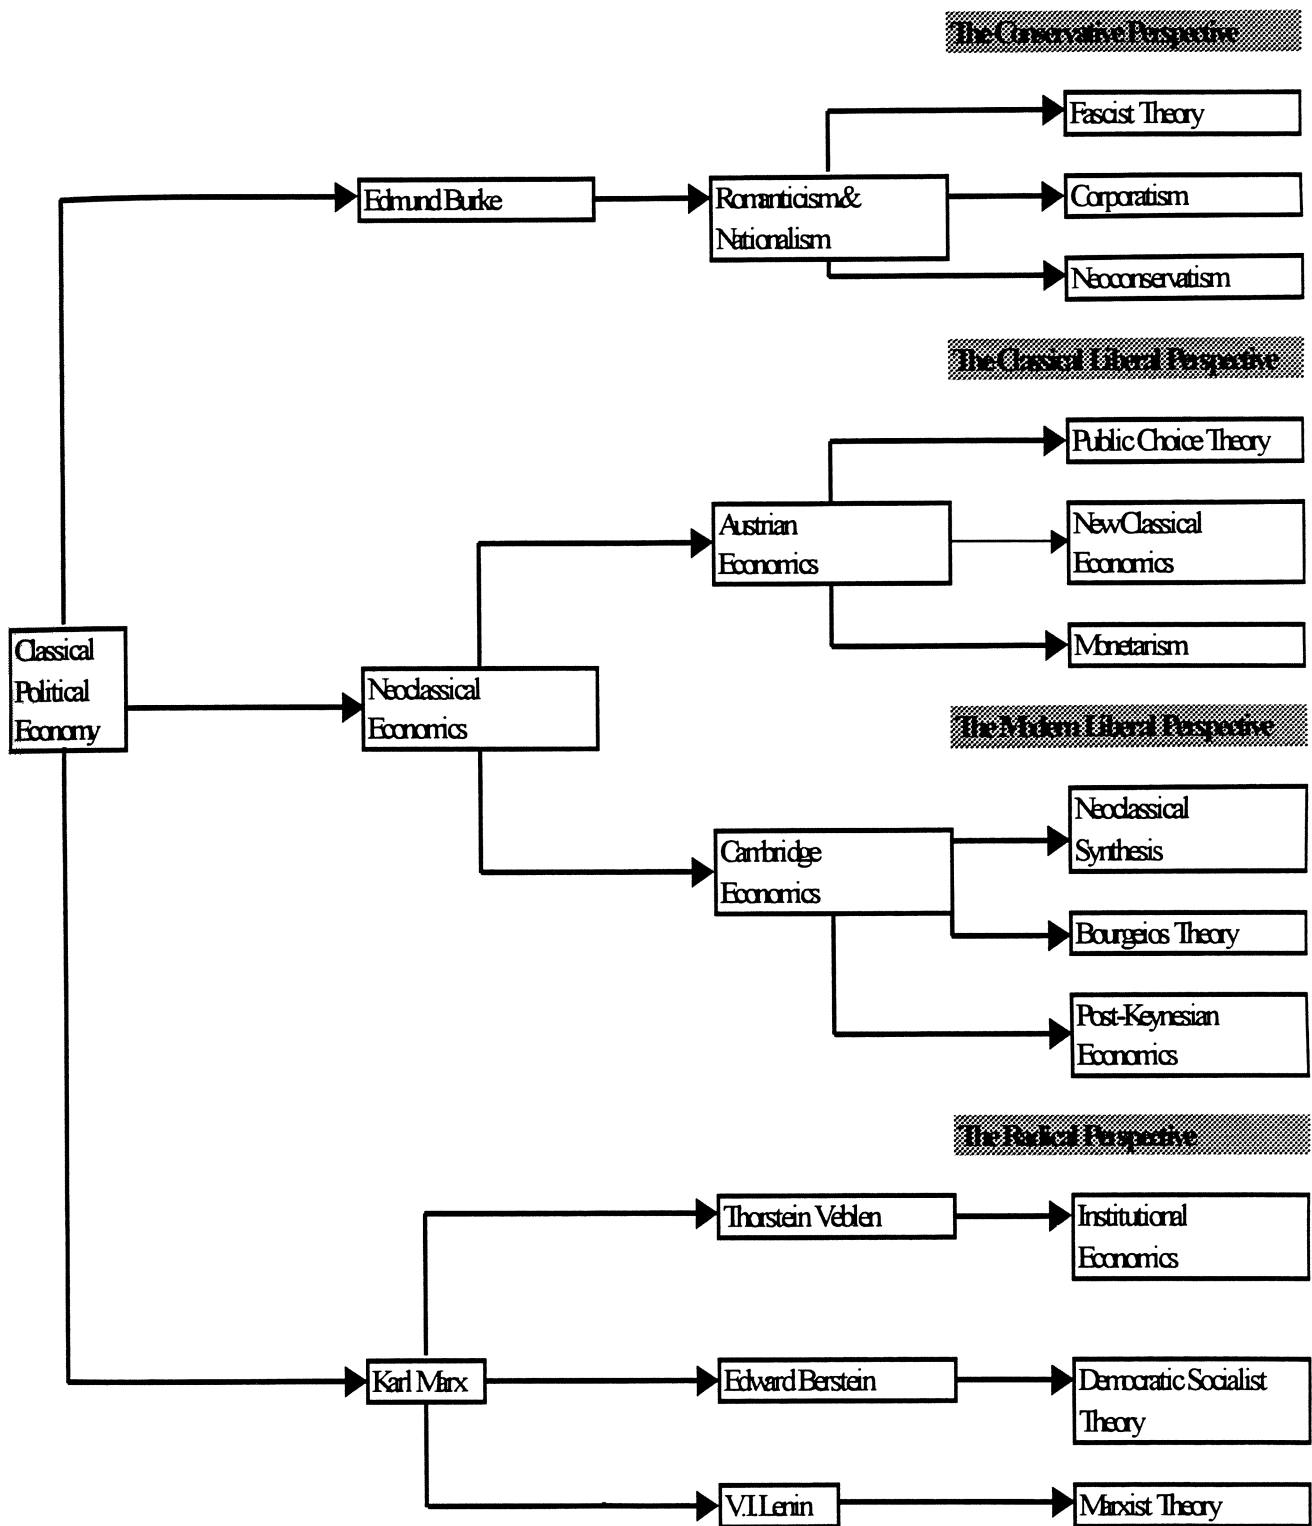 The Conservative Perspective
Fascist Theory
Edmund Burke
Romanticism &
Nationalism
Corporatism
Neoconservatism
The Classical Liberal Perspective
Public Choice Theory
Austrian
Economics
New Classical
Economics
Monetarism
Classical
Political
Economy
Neoclassical
Economics
The Modern Liberal Perspective
Neoclassical
Synthesis
Cambridge
Economics
Bourgeios Theory
Post-Keynesian
Economics
The Radical Perspective
Thorstein Veblen
Institutional
Economics
Karl Marx
Edward Berstein
Democratic Socialist
Theory
V.I. Lenin
Marxist Theory